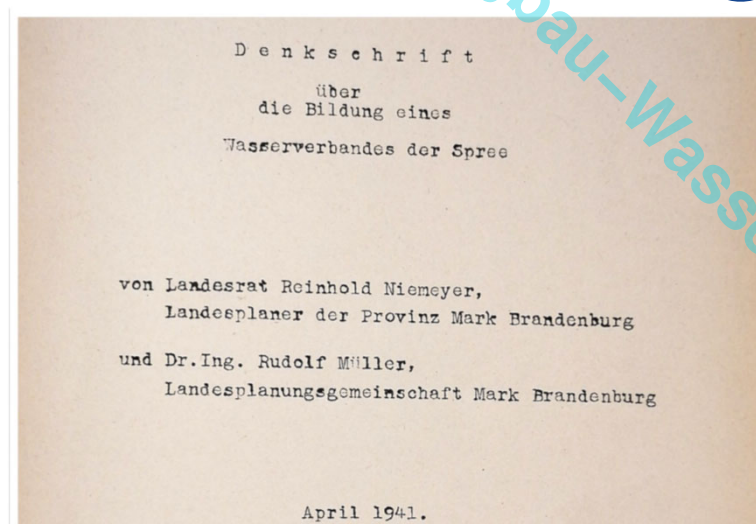 D e n k s c h r i f t
über
die Bildung eines
Wasserverbandes der Spree
von Landesrat Reinhold Niemeyer,
Landesplaner der Provinz Mark Brandenburg
und Dr.Ing. Rudolf Müller,
Landesplanungsgemeinschaft Mark Brandenburg
April 1941.